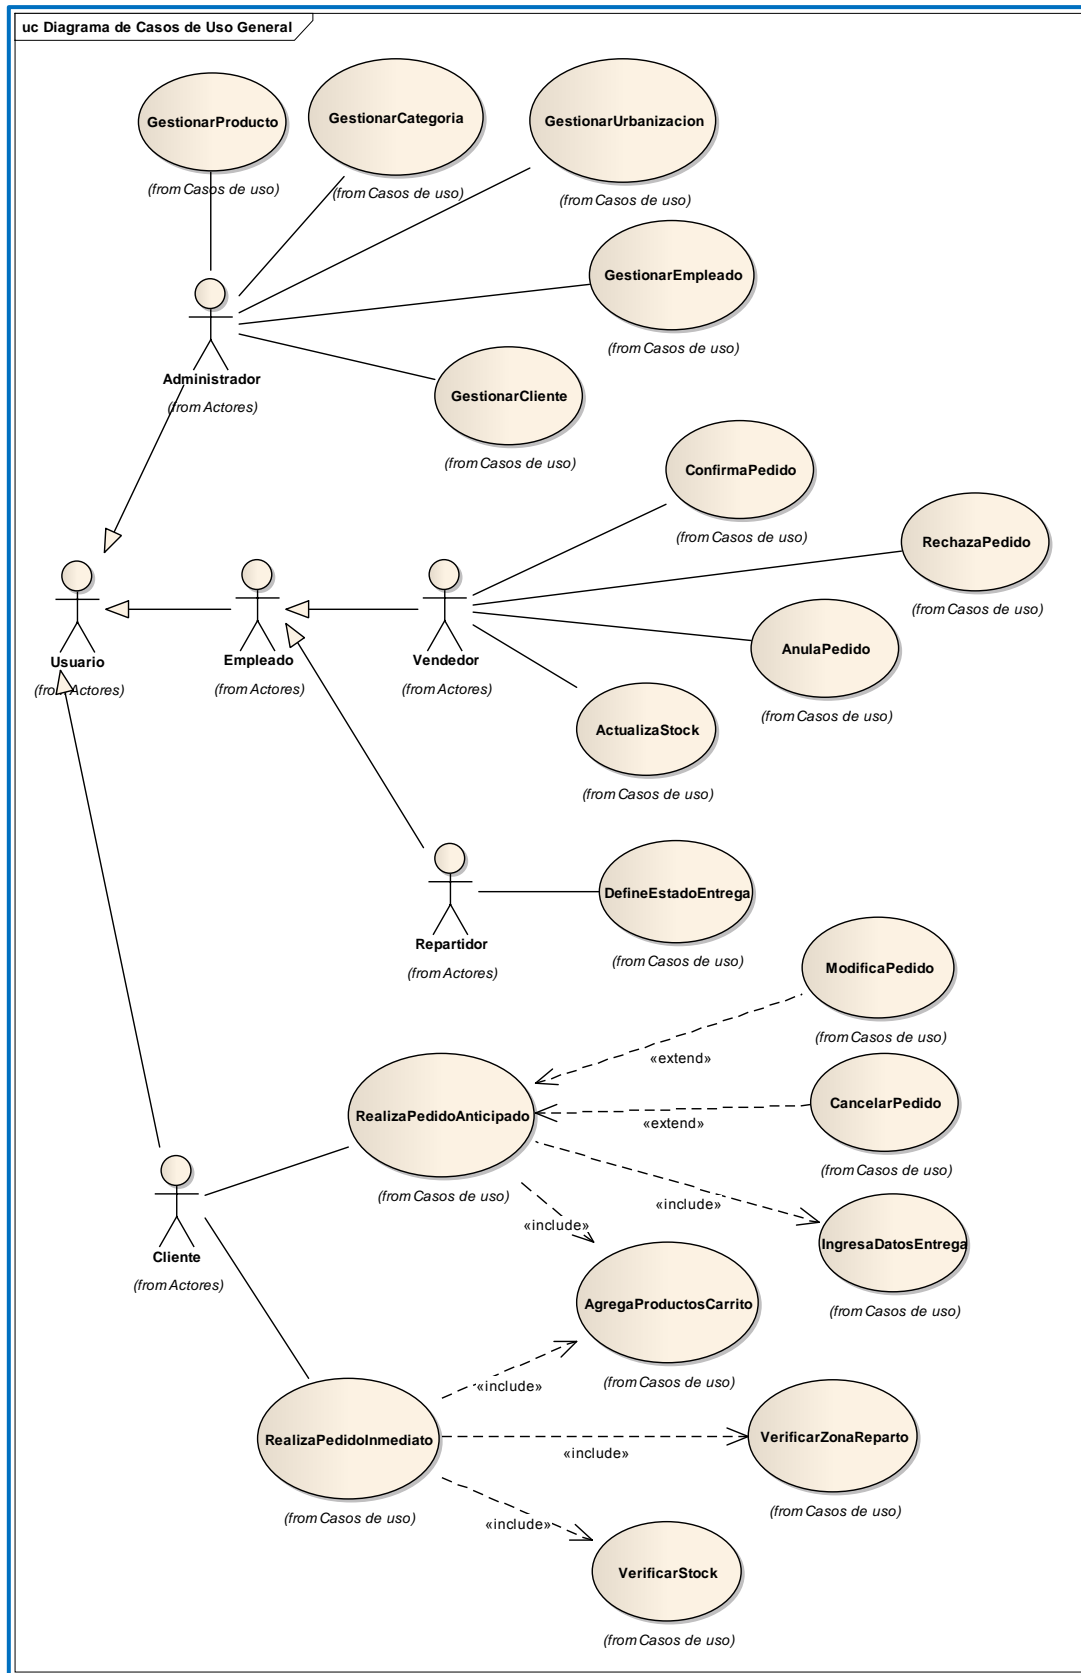 uc Diagrama de Casos de Uso General
GestionarProducto
(from Casos de uso)
GestionarCategoria
(from Casos de uso)
GestionarUrbanizacion
(from Casos de uso)
GestionarEmpleado
(from Casos de uso)
Administrador
(from Actores)
GestionarCliente
(from Casos de uso)
ConfirmaPedido
(from Casos de uso)
RechazaPedido
(from Casos de uso)
Usuario
(from Actores)
Empleado
(from Actores)
Vendedor
(from Actores)
AnulaPedido
(from Casos de uso)
ActualizaStock
(from Casos de uso)
Repartidor
(from Actores)
DefineEstadoEntrega
(from Casos de uso)
ModificaPedido
(from Casos de uso)
«extend»
RealizaPedidoAnticipado
(from Casos de uso)
CancelarPedido
(from Casos de uso)
«extend»
«include»
«include»
IngresaDatosEntrega
(from Casos de uso)
Cliente
(from Actores)
AgregaProductosCarrito
(from Casos de uso)
«include»
RealizaPedidoInmediato
(from Casos de uso)
«include»
VerificarZonaReparto
(from Casos de uso)
«include»
VerificarStock
(from Casos de uso)